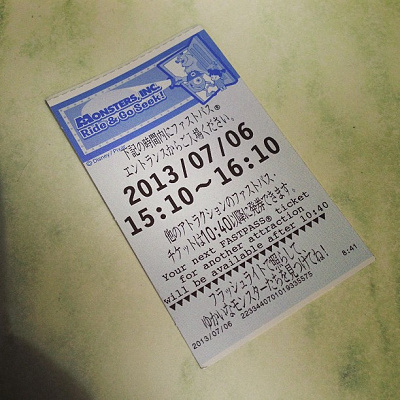 MONSTERS, INC.
Ride & Go Seek!
© Disney/Pixar
下記の時間内にファストパス®
エントランスからご入場ください。
2013/07/06
15:10~16:10
他のアトラクションのファストパス・
チケットは10:40以降に発券できます。
Your next FASTPASS® ticket
for another attraction
will be available after 10:40
フラッシュライトで照らして、
ゆかいなモンスターたちを見つけてね!
2013/07/06 2233440701019335575
8:41